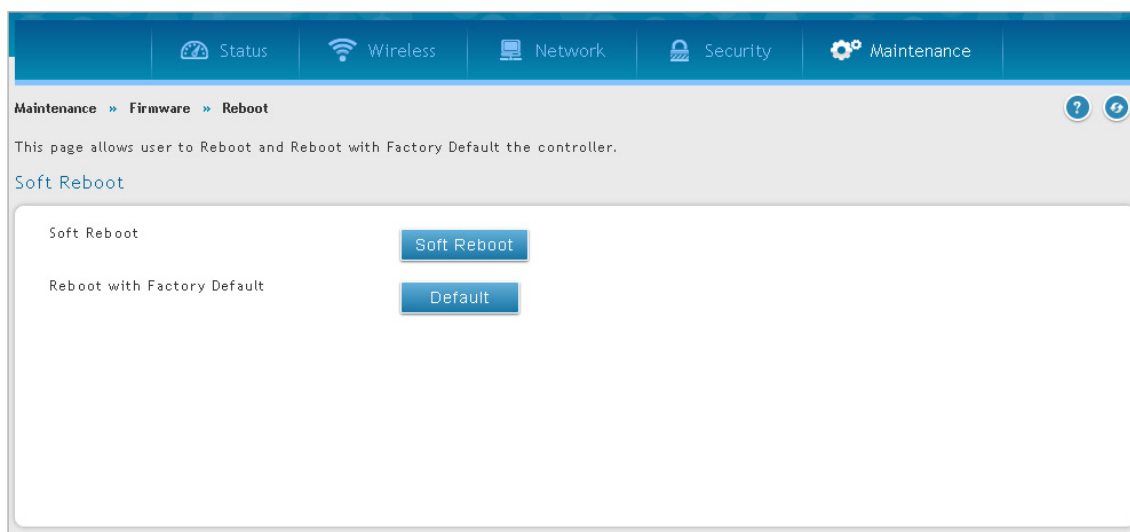 Status Wireless Network Security Maintenance
Maintenance » Firmware » Reboot ?
This page allows user to Reboot and Reboot with Factory Default the controller.
Soft Reboot
Soft Reboot Soft Reboot
Reboot with Factory Default Default